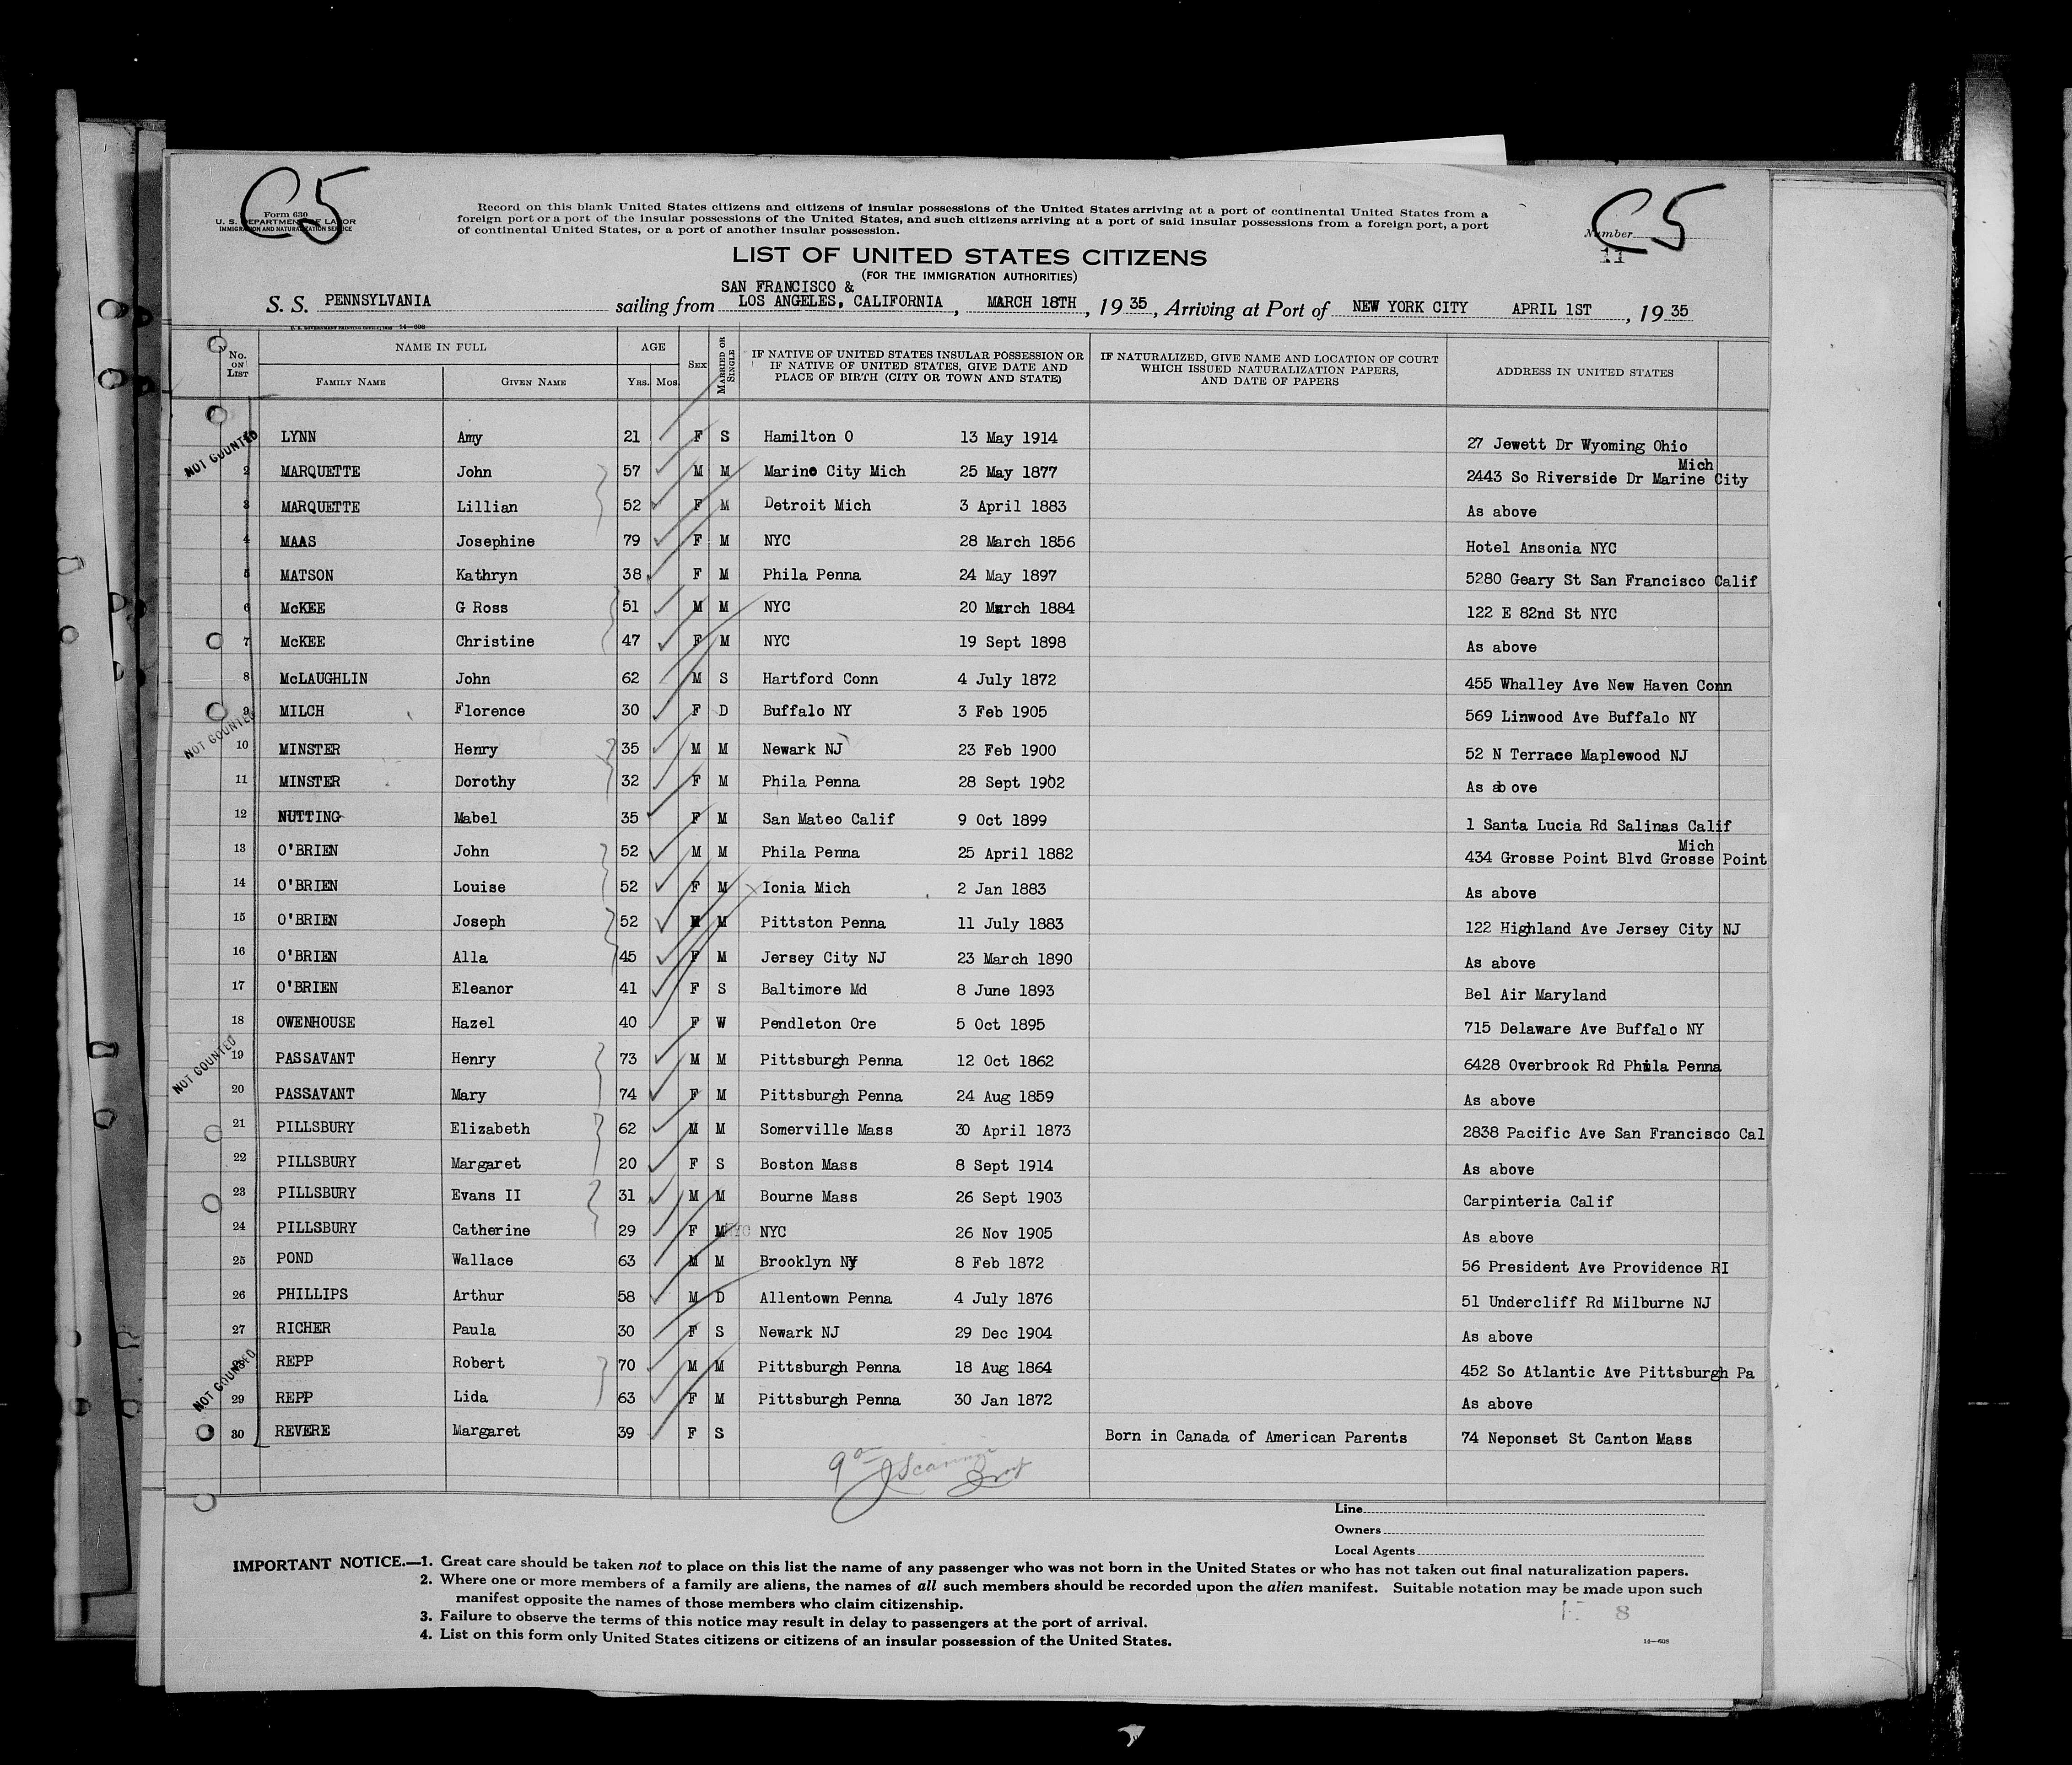 C5
C5
Form 630
U. S. DEPARTMENT OF LABOR
IMMIGRATION AND NATURALIZATION SERVICE
Record on this blank United States citizens and citizens of insular possessions of the United States arriving at a port of continental United States from a
foreign port or a port of the insular possessions of the United States, and such citizens arriving at a port of said insular possessions from a foreign port, a port
of continental United States, or a port of another insular possession.
Number
11
LIST OF UNITED STATES CITIZENS
(FOR THE IMMIGRATION AUTHORITIES)
SAN FRANCISCO &
S. S. PENNSYLVANIA sailing from LOS ANGELES, CALIFORNIA, MARCH 18TH, 1935, Arriving at Port of NEW YORK CITY APRIL 1ST, 1935
U. S. GOVERNMENT PRINTING OFFICE: 1933 14—608
No. ON LIST NAME IN FULL AGE SEX MARRIED OR SINGLE IF NATIVE OF UNITED STATES INSULAR POSSESSION OR IF NATIVE OF UNITED STATES, GIVE DATE AND PLACE OF BIRTH (CITY OR TOWN AND STATE) IF NATURALIZED, GIVE NAME AND LOCATION OF COURT WHICH ISSUED NATURALIZATION PAPERS, AND DATE OF PAPERS ADDRESS IN UNITED STATES
FAMILY NAME GIVEN NAME YRS. MOS.
NOT COUNTED
LYNN Amy 21 F S Hamilton O 13 May 1914 27 Jewett Dr Wyoming Ohio
Mich
2 MARQUETTE John 57 M M Marine City Mich 25 May 1877 2443 So Riverside Dr Marine City
3 MARQUETTE Lillian 52 F M Detroit Mich 3 April 1883 As above
4 MAAS Josephine 79 F M NYC 28 March 1856 Hotel Ansonia NYC
5 MATSON Kathryn 38 F M Phila Penna 24 May 1897 5280 Geary St San Francisco Calif
6 McKEE G Ross 51 M M NYC 20 March 1884 122 E 82nd St NYC
7 McKEE Christine 47 F M NYC 19 Sept 1898 As above
8 McLAUGHLIN John 62 M S Hartford Conn 4 July 1872 455 Whalley Ave New Haven Conn
9 MILCH Florence 30 F D Buffalo NY 3 Feb 1905 569 Linwood Ave Buffalo NY
NOT COUNTED
10 MINSTER Henry 35 M M Newark NJ 23 Feb 1900 52 N Terrace Maplewood NJ
11 MINSTER Dorothy 32 F M Phila Penna 28 Sept 1902 As above
12 NUTTING Mabel 35 F M San Mateo Calif 9 Oct 1899 1 Santa Lucia Rd Salinas Calif
Mich
13 O'BRIEN John 52 M M Phila Penna 25 April 1882 434 Grosse Point Blvd Grosse Point
14 O'BRIEN Louise 52 F M Ionia Mich 2 Jan 1883 As above
15 O'BRIEN Joseph 52 M M Pittston Penna 11 July 1883 122 Highland Ave Jersey City NJ
16 O'BRIEN Alla 45 F M Jersey City NJ 23 March 1890 As above
17 O'BRIEN Eleanor 41 F S Baltimore Md 8 June 1893 Bel Air Maryland
18 OWENHOUSE Hazel 40 F W Pendleton Ore 5 Oct 1895 715 Delaware Ave Buffalo NY
NOT COUNTED
19 PASSAVANT Henry 73 M M Pittsburgh Penna 12 Oct 1862 6428 Overbrook Rd Phila Penna
20 PASSAVANT Mary 74 F M Pittsburgh Penna 24 Aug 1859 As above
21 PILLSBURY Elizabeth 62 M M Somerville Mass 30 April 1873 2838 Pacific Ave San Francisco Cal
22 PILLSBURY Margaret 20 F S Boston Mass 8 Sept 1914 As above
23 PILLSBURY Evans II 31 M M Bourne Mass 26 Sept 1903 Carpinteria Calif
24 PILLSBURY Catherine 29 F M NYC 26 Nov 1905 As above
25 POND Wallace 63 M M Brooklyn NY 8 Feb 1872 56 President Ave Providence RI
26 PHILLIPS Arthur 58 M D Allentown Penna 4 July 1876 51 Undercliff Rd Milburne NJ
27 RICHER Paula 30 F S Newark NJ 29 Dec 1904 As above
NOT COUNTED
REPP Robert 70 M M Pittsburgh Penna 18 Aug 1864 452 So Atlantic Ave Pittsburgh Pa
29 REPP Lida 63 F M Pittsburgh Penna 30 Jan 1872 As above
30 REVERE Margaret 39 F S Born in Canada of American Parents 74 Neponset St Canton Mass
Line
Owners
Local Agents
IMPORTANT NOTICE.—1. Great care should be taken not to place on this list the name of any passenger who was not born in the United States or who has not taken out final naturalization papers.
2. Where one or more members of a family are aliens, the names of all such members should be recorded upon the alien manifest. Suitable notation may be made upon such
manifest opposite the names of those members who claim citizenship.
3. Failure to observe the terms of this notice may result in delay to passengers at the port of arrival.
4. List on this form only United States citizens or citizens of an insular possession of the United States.
8
14—608